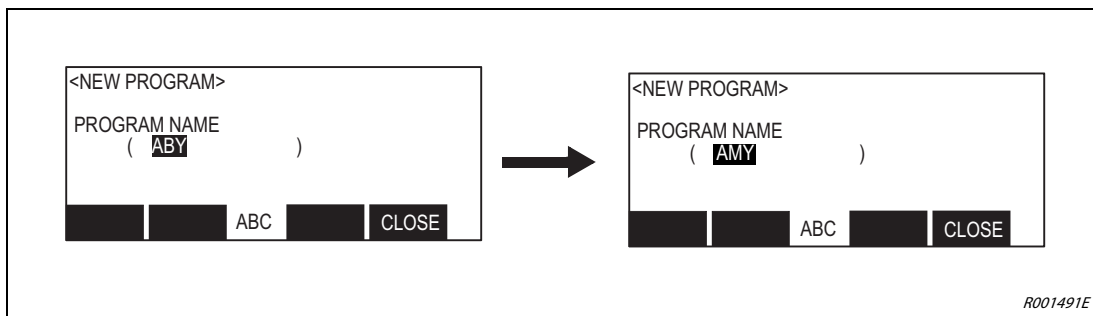 <NEW PROGRAM>
PROGRAM NAME
( ABY )
ABC CLOSE
<NEW PROGRAM>
PROGRAM NAME
( AMY )
ABC CLOSE
R001491E